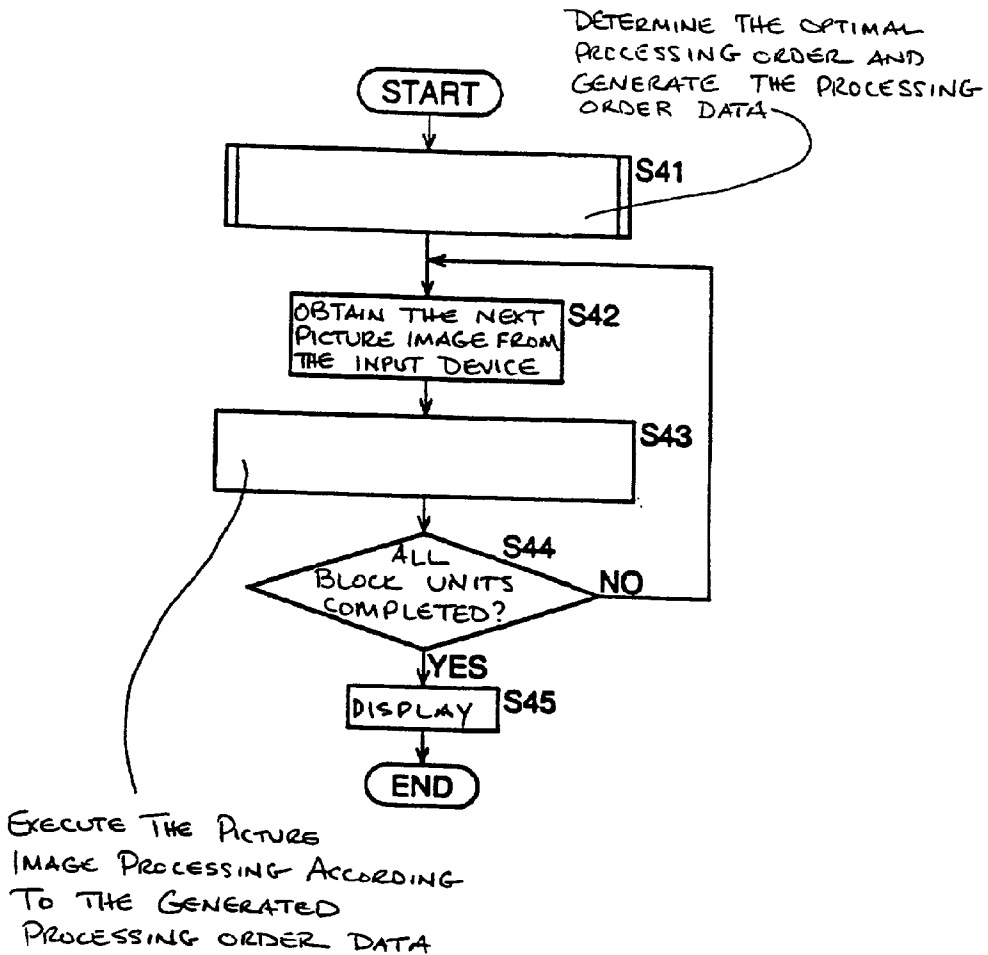 DETERMINE THE OPTIMAL
PROCESSING ORDER AND
GENERATE THE PROCESSING
ORDER DATA
START
S41
OBTAIN THE NEXT
PICTURE IMAGE FROM
THE INPUT DEVICE
S42
S43
S44
ALL
BLOCK UNITS
COMPLETED?
NO
YES
DISPLAY
S45
END
EXECUTE THE PICTURE
IMAGE PROCESSING ACCORDING
TO THE GENERATED
PROCESSING ORDER DATA